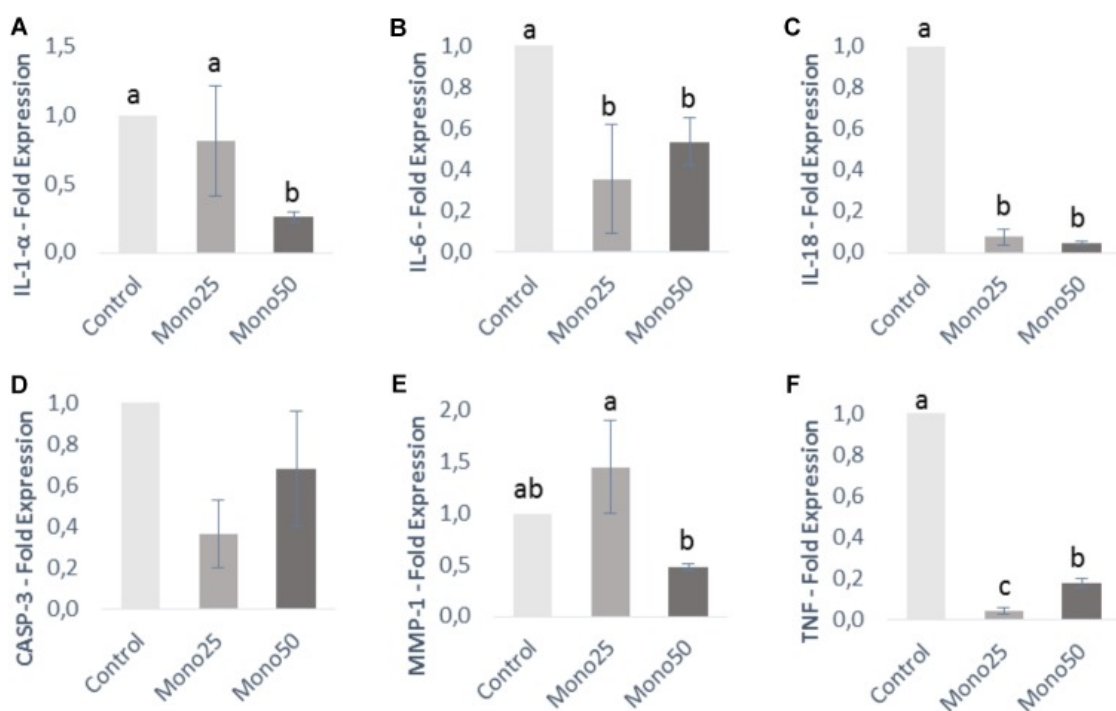 A
IL-1-α - Fold Expression
1,5
1,0
0,5
0,0
a
a
b
Control
Mono25
Mono50
B
IL-6 - Fold Expression
1,0
0,8
0,6
0,4
0,2
0,0
a
b
b
Control
Mono25
Mono50
C
IL-18 - Fold Expression
1,0
0,8
0,6
0,4
0,2
0,0
a
b
b
Control
Mono25
Mono50
D
CASP-3 - Fold Expression
1,0
0,8
0,6
0,4
0,2
0,0
Control
Mono25
Mono50
E
MMP-1 - Fold Expression
2,0
1,5
1,0
0,5
0,0
ab
a
b
Control
Mono25
Mono50
F
TNF - Fold Expression
1,0
0,8
0,6
0,4
0,2
0,0
a
c
b
Control
Mono25
Mono50